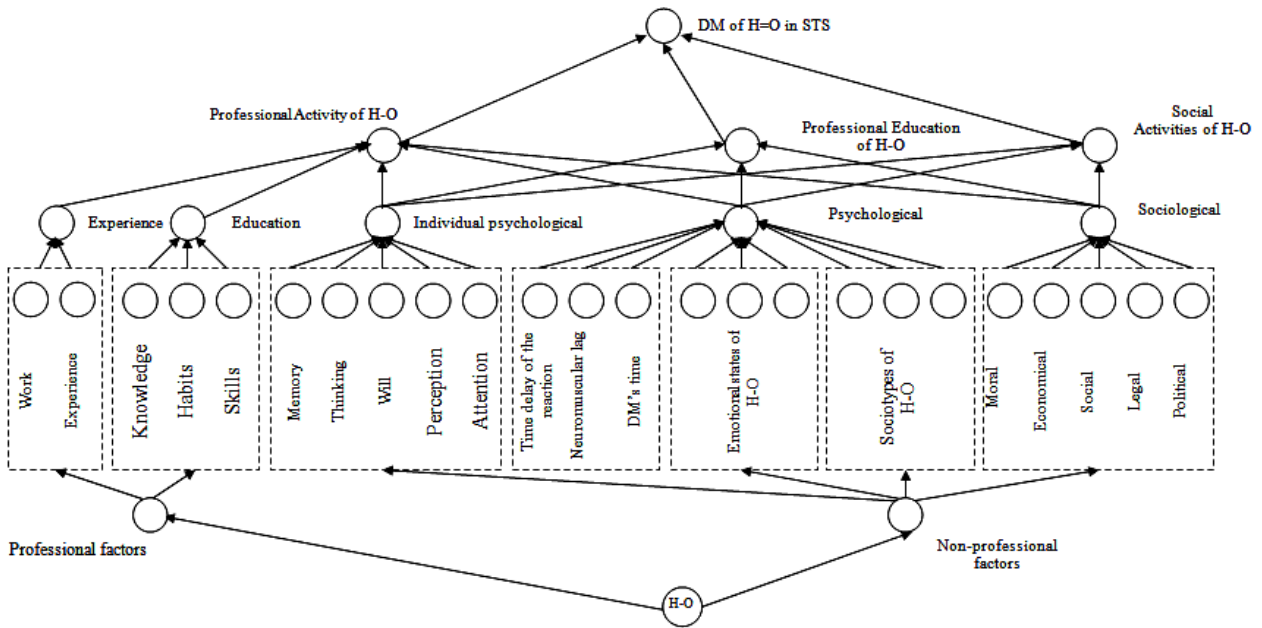 DM of H=O in STS
Professional Activity of H-O
Professional Education
of H-O
Social
Activities of H-O
Experience
Education
Individual psychological
Psychological
Sociological
Work
Experience
Knowledge
Habits
Skills
Memory
Thinking
Will
Perception
Attention
Time delay of the
reaction
Neuromuscular lag
DM's time
Emotional states of
H-O
Sociotypes of
H-O
Moral
Economical
Social
Legal
Political
Professional factors
Non-professional
factors
H-O